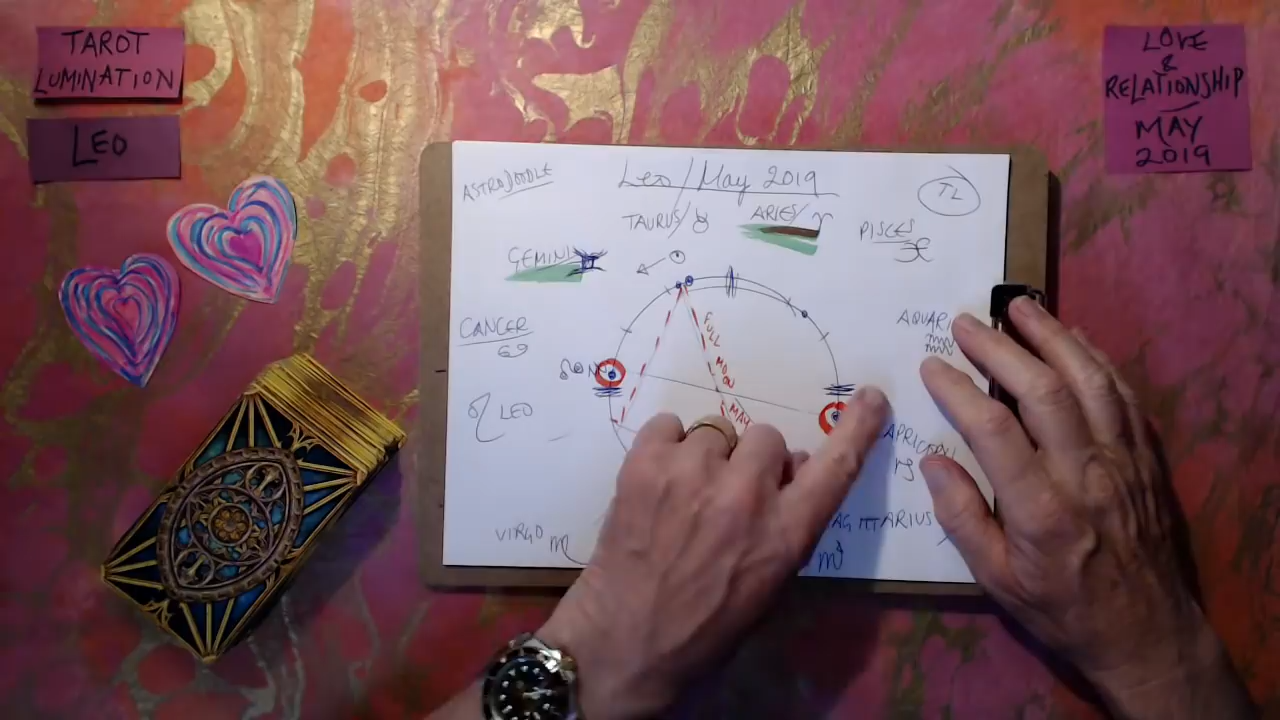 TAROT
LUMINATION
LEO
LOVE
&
RELATIONSHIP
MAY
2019
ASTRODOODLE
Leo/May 2019
TL
TAURUS/♉
ARIES/♈
PISCES
♓
GEMINI
CANCER
♋
♌ LEO
VIRGO ♍
AQUARI
♒
APRICORN
♑
AGITTARIUS
FULL
MOON
MAY